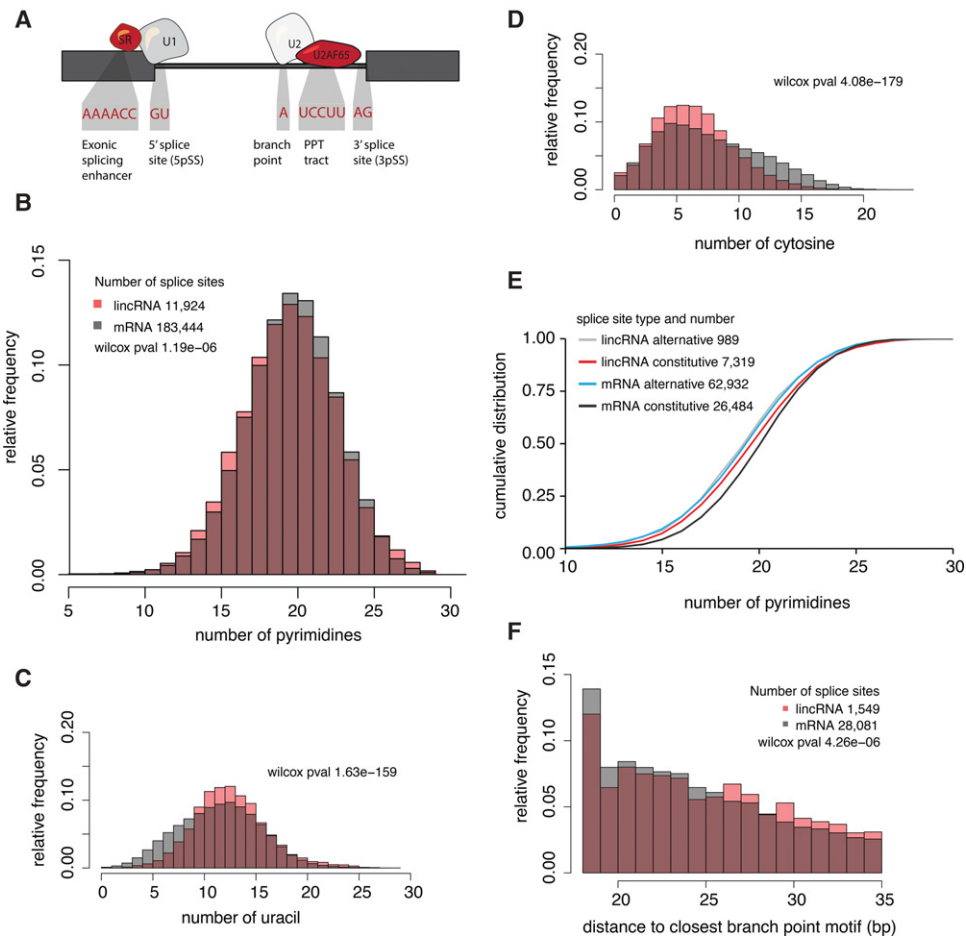 A
SR
U1
U2
U2AF65
AAAACC GU A UCCUU AG
Exonic
splicing
enhancer
5' splice
site (5pSS)
branch
point
PPT
tract
3' splice
site (3pSS)
B
relative frequency
0.00 0.05 0.10 0.15
Number of splice sites
lincRNA 11,924
mRNA 183,444
wilcox pval 1.19e−06
5 10 15 20 25 30
number of pyrimidines
C
relative frequency
0.00 0.10 0.20
wilcox pval 1.63e−159
0 5 10 15 20 25 30
number of uracil
D
relative frequency
0.00 0.10 0.20
wilcox pval 4.08e−179
0 5 10 15 20
number of cytosine
E
cumulative distribution
1.00
0.75
0.50
0.25
0.00
splice site type and number
lincRNA alternative 989
lincRNA constitutive 7,319
mRNA alternative 62,932
mRNA constitutive 26,484
10 15 20 25 30
number of pyrimidines
F
relative frequency
0.00 0.05 0.10 0.15
Number of splice sites
lincRNA 1,549
mRNA 28,081
wilcox pval 4.26e−06
20 25 30 35
distance to closest branch point motif (bp)